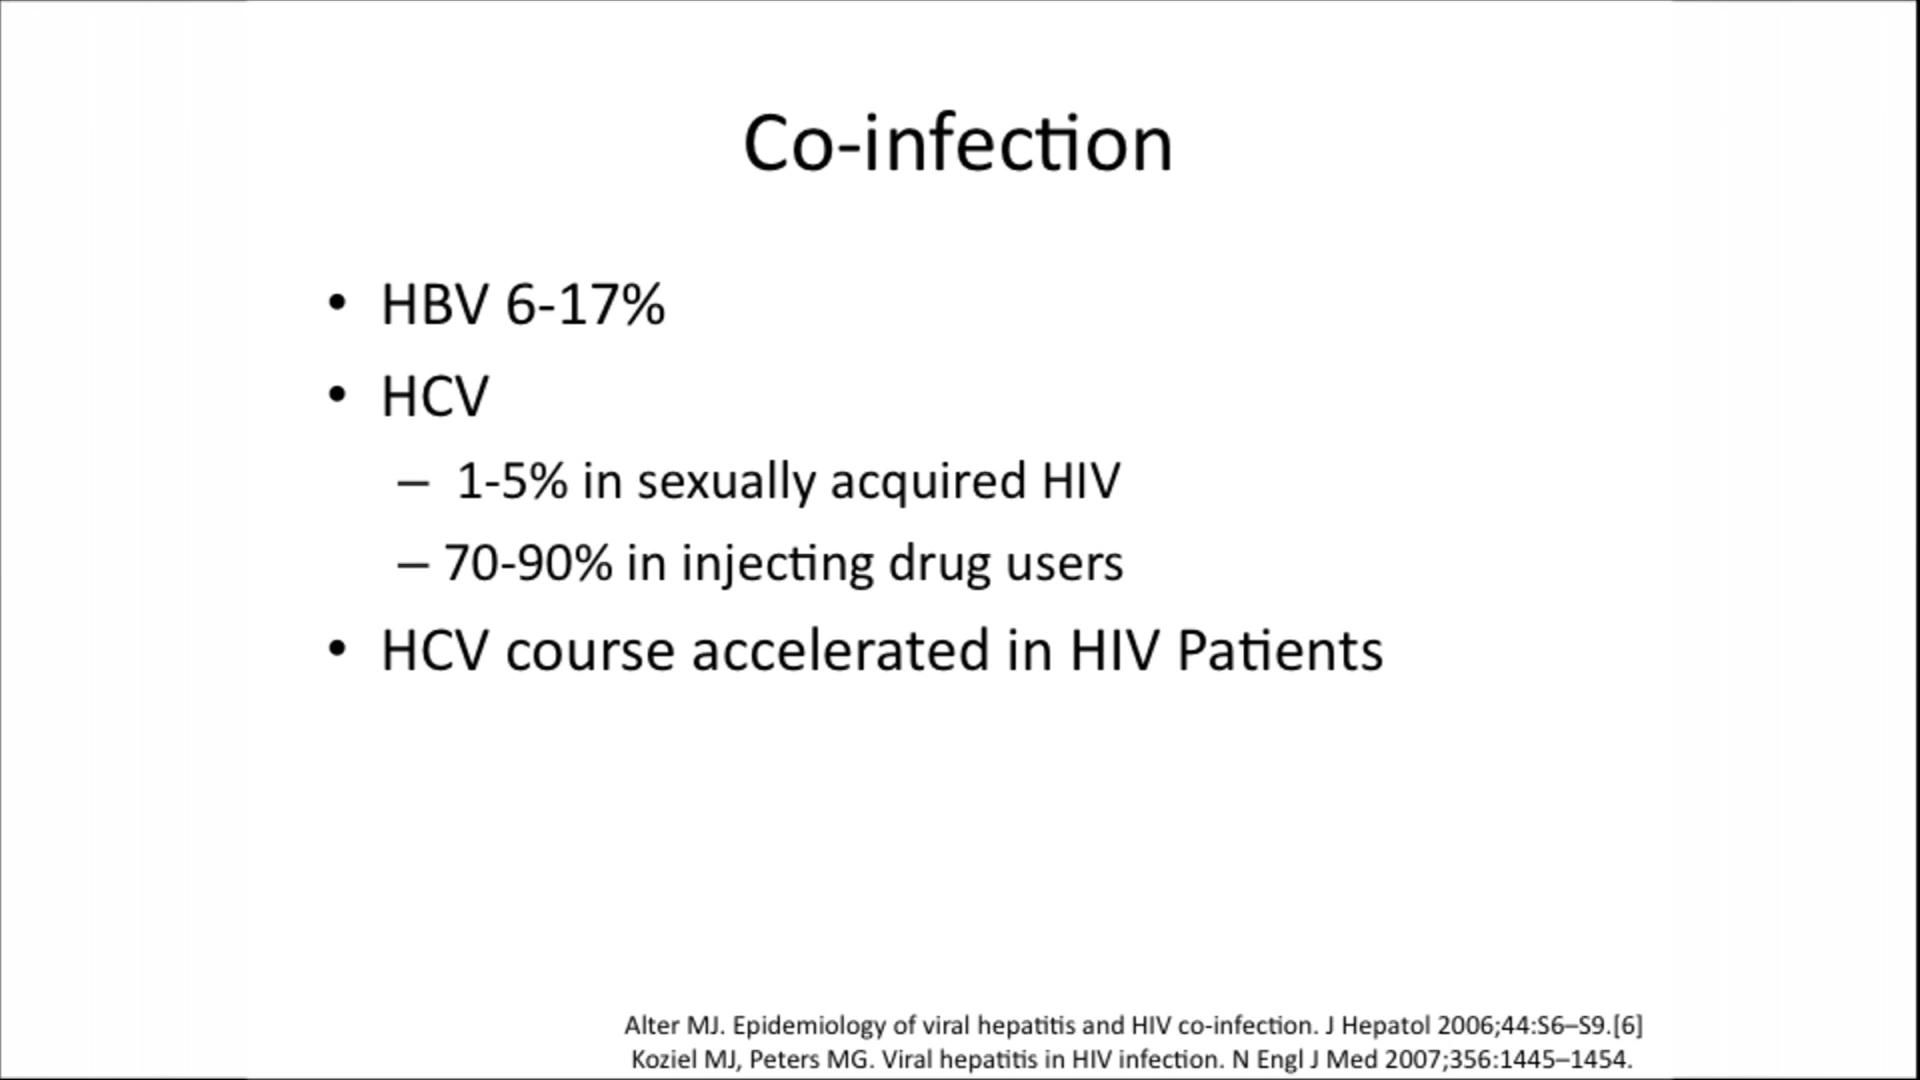 Co-infection
• HBV 6-17%
• HCV
– 1-5% in sexually acquired HIV
– 70-90% in injecting drug users
• HCV course accelerated in HIV Patients
Alter MJ. Epidemiology of viral hepatitis and HIV co-infection. J Hepatol 2006;44:S6–S9.[6]
Koziel MJ, Peters MG. Viral hepatitis in HIV infection. N Engl J Med 2007;356:1445–1454.